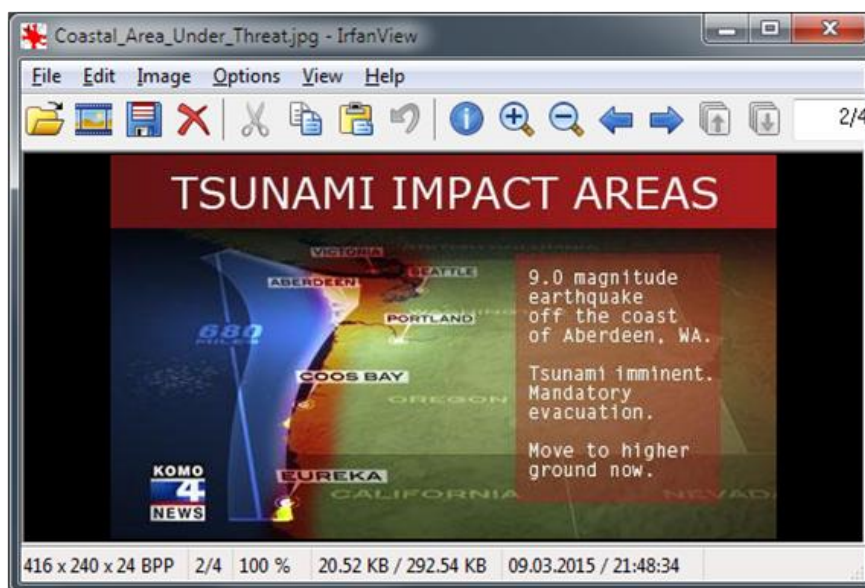 Coastal_Area_Under_Threat.jpg - IrfanView
File Edit Image Options View Help
2/4
TSUNAMI IMPACT AREAS
VICTORIA
ABERDEEN
SEATTLE
PORTLAND
680
MILES
COOS BAY
OREGON
EUREKA
CALIFORNIA
NEVADA
9.0 magnitude
earthquake
off the coast
of Aberdeen, WA.
Tsunami imminent.
Mandatory
evacuation.
Move to higher
ground now.
KOMO
4
NEWS
416 x 240 x 24 BPP 2/4 100 % 20.52 KB / 292.54 KB 09.03.2015 / 21:48:34